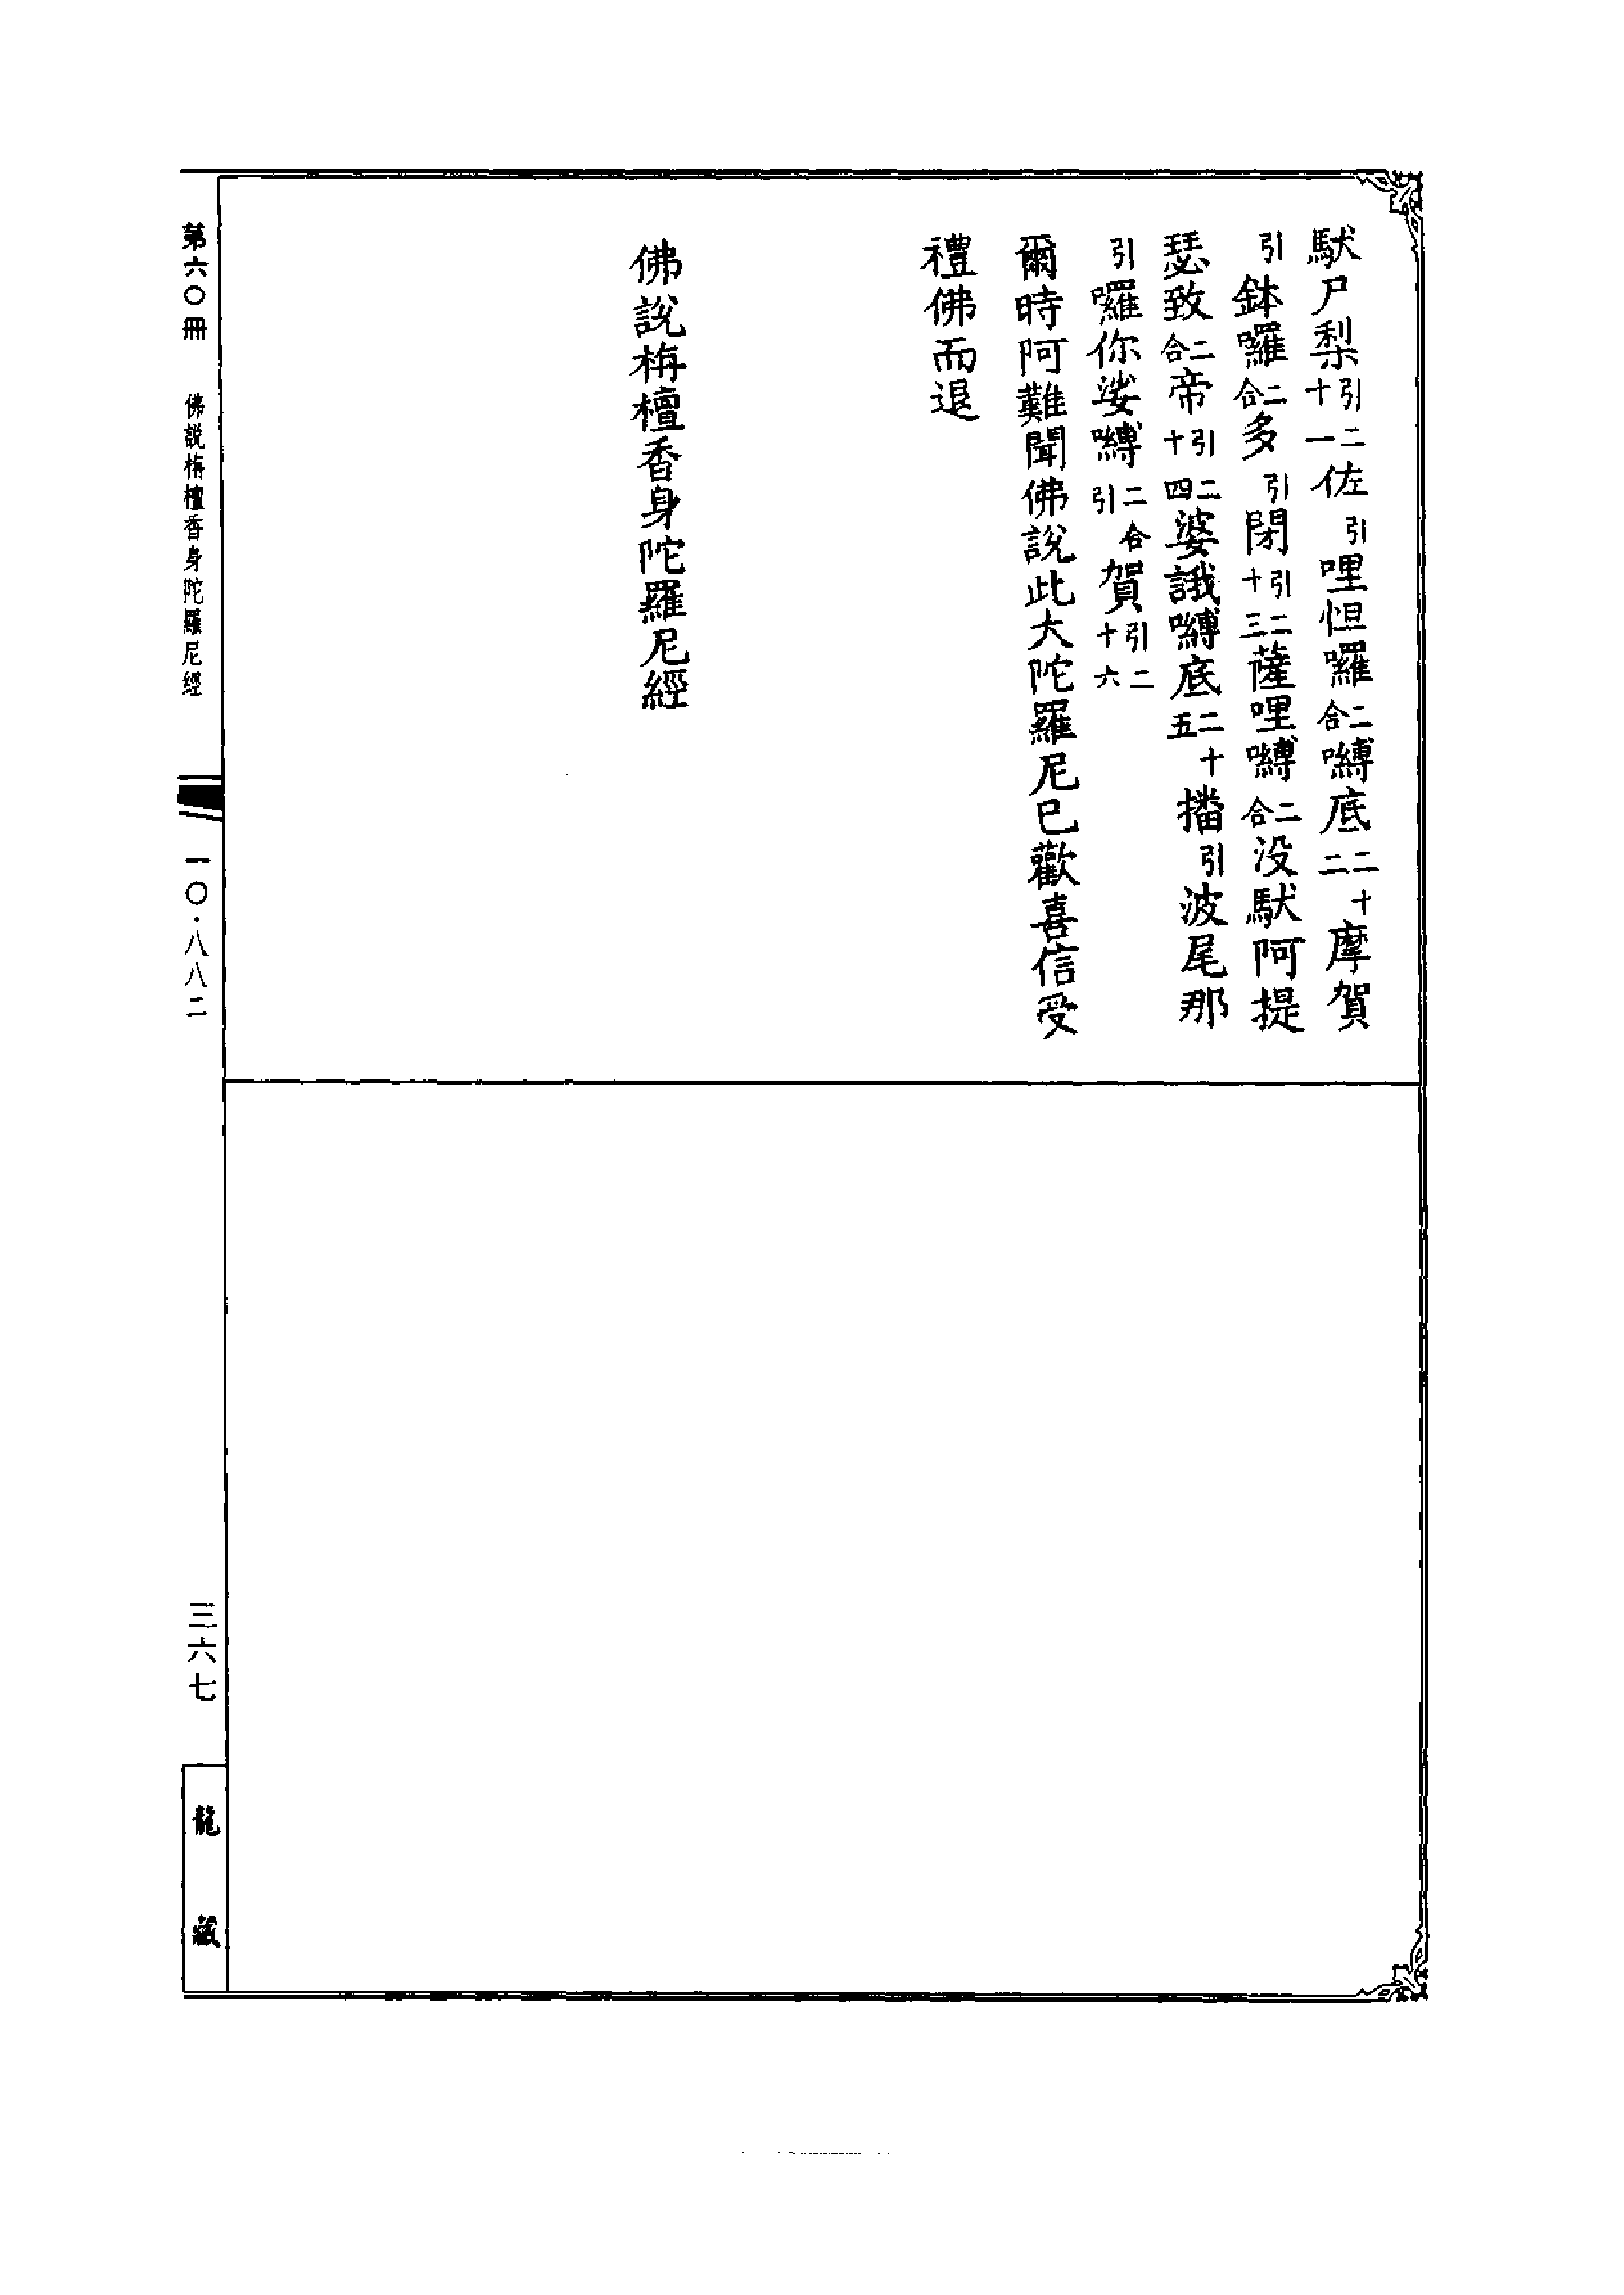 馱尸梨引二十一佐引哩怛囉二合嚩底二十二摩賀
引鉢囉二合多引閉引二十三薩哩嚩二合没馱阿提
瑟致二合帝引二十四婆誐嚩底二十五𡁠引波尾那
引囉你娑嚩二合引賀引二十六
爾時阿難聞佛說此大陀羅尼已歡喜信受
禮佛而退
佛說栴檀香身陀羅尼經
第六〇冊 佛說栴檀香身陀羅尼經 一〇·八八二 三六七
龍藏